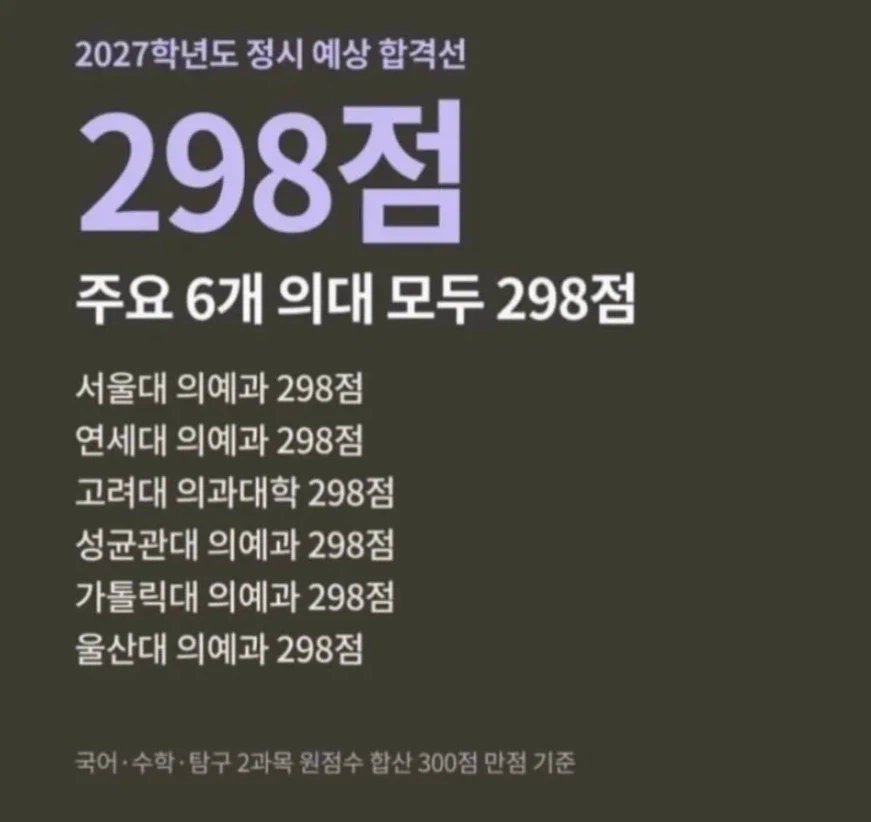 2027학년도 정시 예상 합격선
298점
주요 6개 의대 모두 298점
서울대 의예과 298점
연세대 의예과 298점
고려대 의과대학 298점
성균관대 의예과 298점
가톨릭대 의예과 298점
울산대 의예과 298점
국어·수학·탐구 2과목 원점수 합산 300점 만점 기준